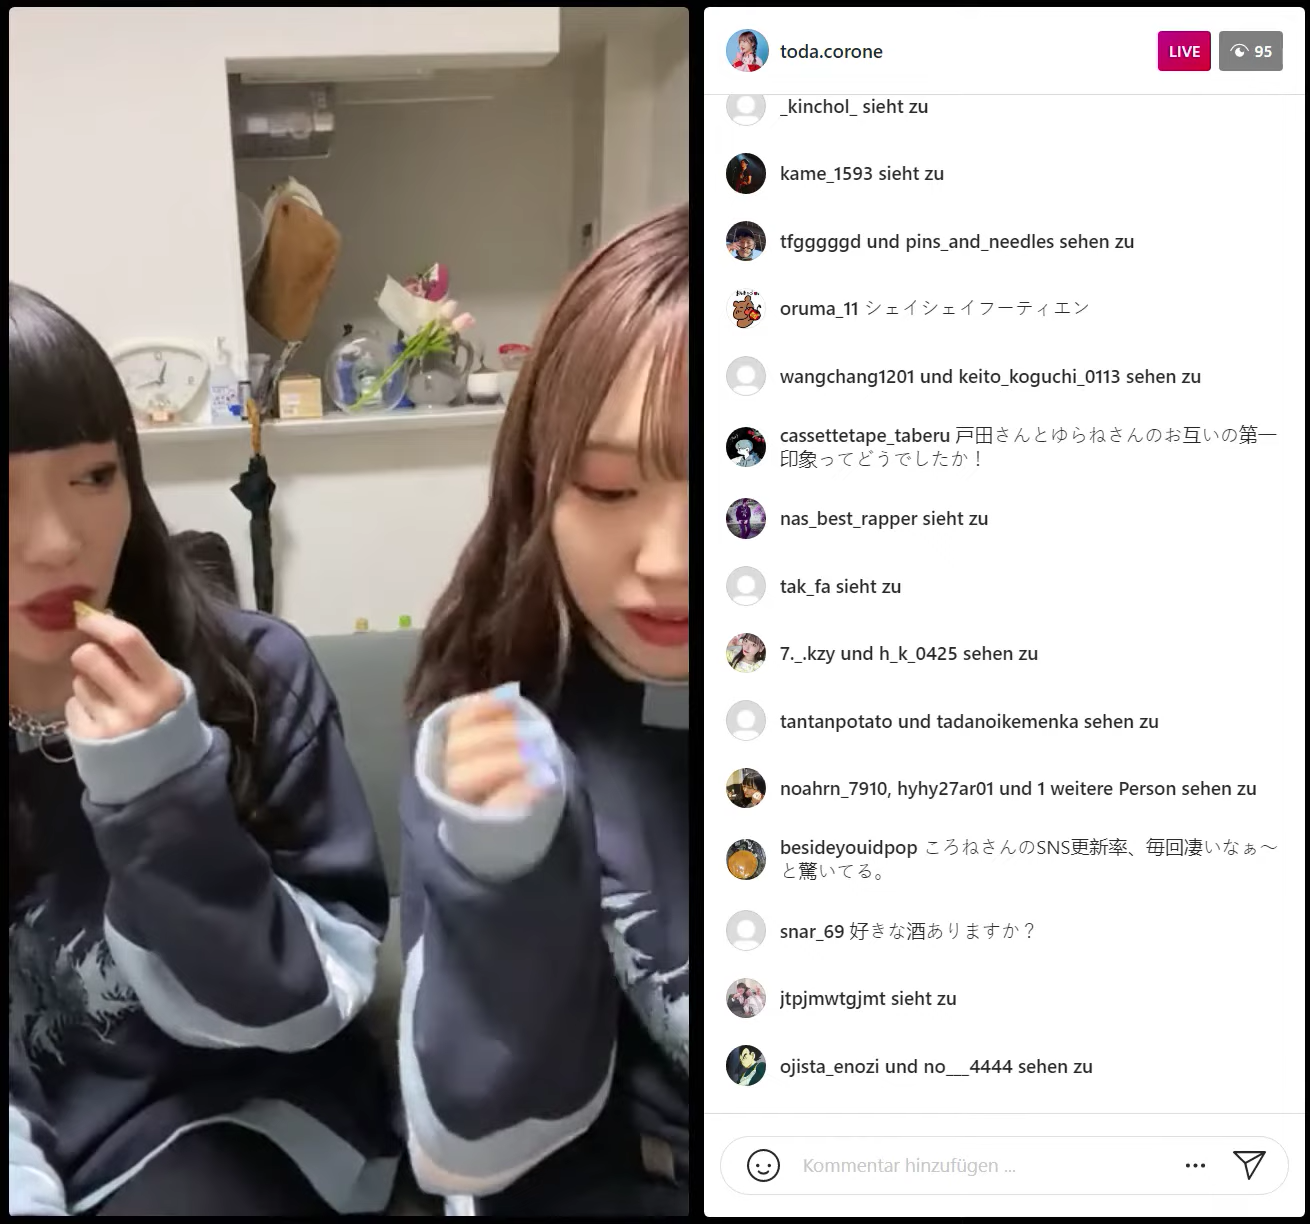 toda.corone
LIVE
95
_kinchol_ sieht zu
kame_1593 sieht zu
tfgggggd und pins_and_needles sehen zu
oruma_11 シェイシェイフーティエン
wangchang1201 und keito_koguchi_0113 sehen zu
cassettetape_taberu 戸田さんとゆらねさんのお互いの第一
印象ってどうでしたか！
nas_best_rapper sieht zu
tak_fa sieht zu
7._.kzy und h_k_0425 sehen zu
tantanpotato und tadanoikemenka sehen zu
noahrn_7910, hyhy27ar01 und 1 weitere Person sehen zu
besideyouidpop ころねさんのSNS更新率、毎回凄いなぁ〜
と驚いてる。
snar_69 好きな酒ありますか？
jtpjmwtgjmt sieht zu
ojista_enozi und no___4444 sehen zu
Kommentar hinzufügen ...